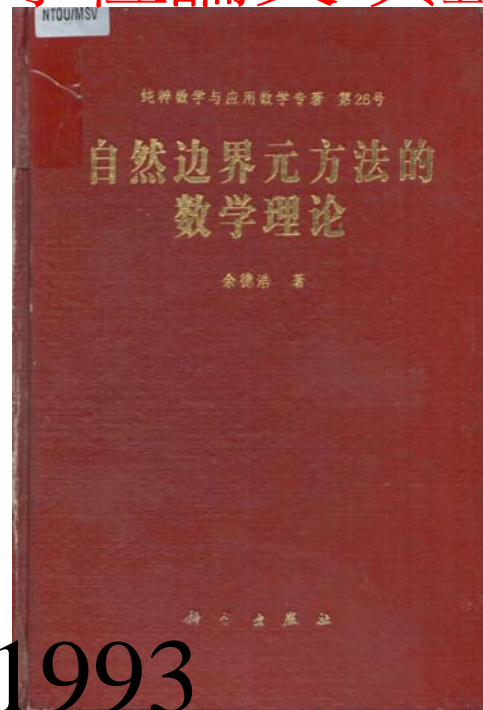 NTOU/MSV
纯粹数学与应用数学专著 第26号
自然边界元方法的
数学理论
余德浩 著
科学出版社
1993